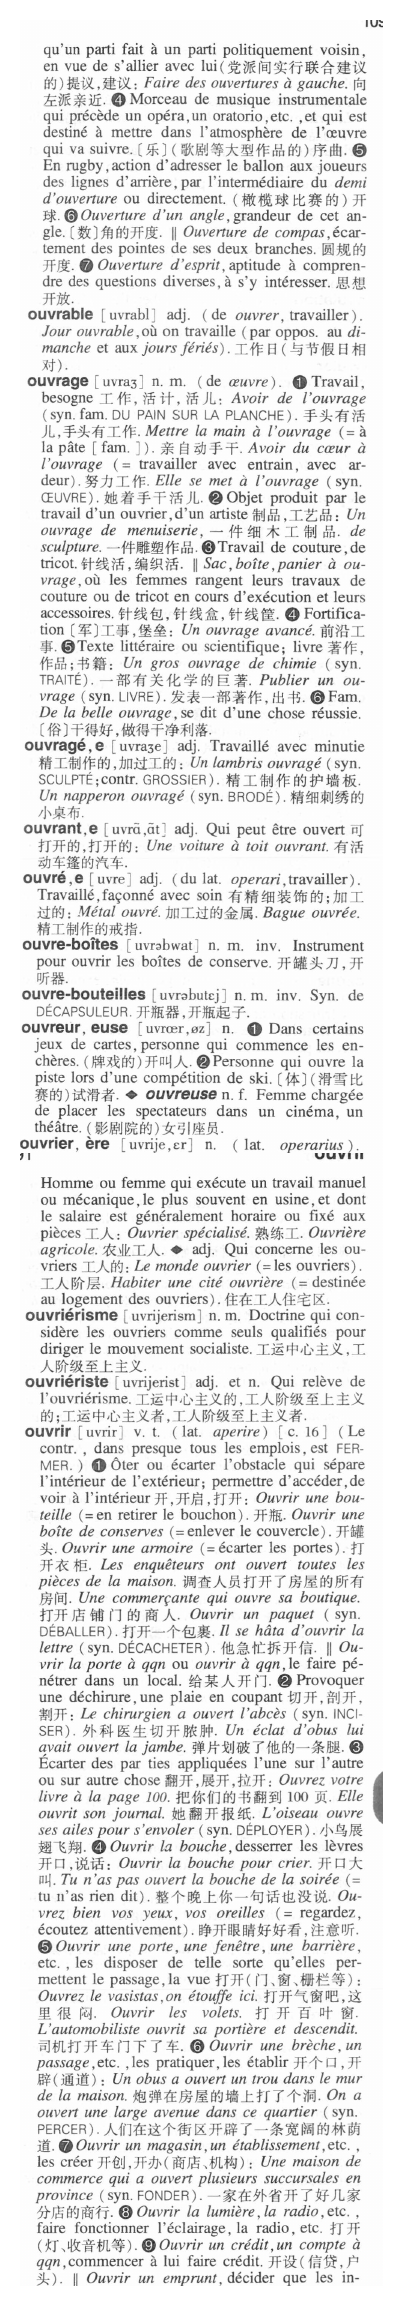 qu'un parti fait à un parti politiquement voisin,
en vue de s'allier avec lui(党派间实行联合建议
的)提议,建议: Faire des ouvertures à gauche. 向
左派亲近. ❹ Morceau de musique instrumentale
qui précède un opéra, un oratorio, etc. , et qui est
destiné à mettre dans l'atmosphère de l'œuvre
qui va suivre. 〔乐〕(歌剧等大型作品的)序曲. ❺
En rugby, action d'adresser le ballon aux joueurs
des lignes d'arrière, par l'intermédiaire du demi
d'ouverture ou directement. (橄榄球比赛的) 开
球. ❻ Ouverture d'un angle, grandeur de cet an-
gle. 〔数〕角的开度. ‖ Ouverture de compas, écar-
tement des pointes de ses deux branches. 圆规的
开度. ❼ Ouverture d'esprit, aptitude à compren-
dre des questions diverses, à s'y intéresser. 思想
开放.
ouvrable [uvrabl] adj. (de ouvrer, travailler).
Jour ouvrable, où on travaille (par oppos. au di-
manche et aux jours fériés). 工作日(与节假日相
对).
ouvrage [uvraʒ] n. m. (de œuvre). ❶ Travail,
besogne 工作,活计,活儿: Avoir de l'ouvrage
(syn. fam. DU PAIN SUR LA PLANCHE). 手头有活
儿,手头有工作. Mettre la main à l'ouvrage (= à
la pâte [fam. ]). 亲自动手干. Avoir du cœur à
l'ouvrage (= travailler avec entrain, avec ar-
deur). 努力工作. Elle se met à l'ouvrage (syn.
ŒUVRE). 她着手干活儿. ❷ Objet produit par le
travail d'un ouvrier, d'un artiste 制品,工艺品: Un
ouvrage de menuiserie, 一件细木工制品. de
sculpture. 一件雕塑作品. ❸ Travail de couture, de
tricot. 针线活,编织活. ‖ Sac, boîte, panier à ou-
vrage, où les femmes rangent leurs travaux de
couture ou de tricot en cours d'exécution et leurs
accessoires. 针线包,针线盒,针线筐. ❹ Fortifica-
tion 〔军〕工事,堡垒: Un ouvrage avancé. 前沿工
事. ❺ Texte littéraire ou scientifique; livre 著作,
作品;书籍: Un gros ouvrage de chimie (syn.
TRAITÉ). 一部有关化学的巨著. Publier un ou-
vrage (syn. LIVRE). 发表一部著作,出书. ❻ Fam.
De la belle ouvrage, se dit d'une chose réussie.
〔俗〕干得好,做得干净利落.
ouvragé, e [uvraʒe] adj. Travaillé avec minutie
精工制作的,加过工的: Un lambris ouvragé (syn.
SCULPTÉ; contr. GROSSIER). 精工制作的护墙板.
Un napperon ouvragé (syn. BRODÉ). 精细刺绣的
小桌布.
ouvrant, e [uvrɑ̃, ɑ̃t] adj. Qui peut être ouvert 可
打开的,打开的: Une voiture à toit ouvrant. 有活
动车篷的汽车.
ouvré, e [uvre] adj. (du lat. operari, travailler).
Travaillé, façonné avec soin 有精细装饰的;加工
过的: Métal ouvré. 加工过的金属. Bague ouvrée.
精工制作的戒指.
ouvre-boîtes [uvrəbwat] n. m. inv. Instrument
pour ouvrir les boîtes de conserve. 开罐头刀,开
听器.
ouvre-bouteilles [uvrəbutɛj] n. m. inv. Syn. de
DÉCAPSULEUR. 开瓶器,开瓶起子.
ouvreur, euse [uvrœr, øz] n. ❶ Dans certains
jeux de cartes, personne qui commence les en-
chères. (牌戏的)开叫人. ❷ Personne qui ouvre la
piste lors d'une compétition de ski. 〔体〕(滑雪比
赛的)试滑者. ◆ ouvreuse n. f. Femme chargée
de placer les spectateurs dans un cinéma, un
théâtre. (影剧院的)女引座员.
ouvrier, ère [uvrije, ɛr] n. (lat. operarius).
Homme ou femme qui exécute un travail manuel
ou mécanique, le plus souvent en usine, et dont
le salaire est généralement horaire ou fixé aux
pièces 工人: Ouvrier spécialisé. 熟练工. Ouvrière
agricole. 农业工人. ◆ adj. Qui concerne les ou-
vriers 工人的: Le monde ouvrier (= les ouvriers).
工人阶层. Habiter une cité ouvrière (= destinée
au logement des ouvriers). 住在工人住宅区.
ouvriérisme [uvrijerism] n. m. Doctrine qui con-
sidère les ouvriers comme seuls qualifiés pour
diriger le mouvement socialiste. 工运中心主义,工
人阶级至上主义.
ouvriériste [uvrijerist] adj. et n. Qui relève de
l'ouvriérisme. 工运中心主义的,工人阶级至上主义
的;工运中心主义者,工人阶级至上主义者.
ouvrir [uvrir] v. t. (lat. aperire) [c. 16] (Le
contr. , dans presque tous les emplois, est FER-
MER. ) ❶ Ôter ou écarter l'obstacle qui sépare
l'intérieur de l'extérieur; permettre d'accéder, de
voir à l'intérieur 开,开启,打开: Ouvrir une bou-
teille (= en retirer le bouchon). 开瓶. Ouvrir une
boîte de conserves (= enlever le couvercle). 开罐
头. Ouvrir une armoire (= écarter les portes). 打
开衣柜. Les enquêteurs ont ouvert toutes les
pièces de la maison. 调查人员打开了房屋的所有
房间. Une commerçante qui ouvre sa boutique.
打开店铺门的商人. Ouvrir un paquet (syn.
DÉBALLER). 打开一个包裹. Il se hâta d'ouvrir la
lettre (syn. DÉCACHETER). 他急忙拆开信. ‖ Ou-
vrir la porte à qqn ou ouvrir à qqn, le faire pé-
nétrer dans un local. 给某人开门. ❷ Provoquer
une déchirure, une plaie en coupant 切开,剖开,
割开: Le chirurgien a ouvert l'abcès (syn. INCI-
SER). 外科医生切开脓肿. Un éclat d'obus lui
avait ouvert la jambe. 弹片划破了他的一条腿. ❸
Écarter des par ties appliquées l'une sur l'autre
ou sur autre chose 翻开,展开,拉开: Ouvrez votre
livre à la page 100. 把你们的书翻到 100 页. Elle
ouvrit son journal. 她翻开报纸. L'oiseau ouvre
ses ailes pour s'envoler (syn. DÉPLOYER). 小鸟展
翅飞翔. ❹ Ouvrir la bouche, desserrer les lèvres
开口,说话: Ouvrir la bouche pour crier. 开口大
叫. Tu n'as pas ouvert la bouche de la soirée (=
tu n'as rien dit). 整个晚上你一句话也没说. Ou-
vrez bien vos yeux, vos oreilles (= regardez,
écoutez attentivement). 睁开眼睛好好看,注意听.
❺ Ouvrir une porte, une fenêtre, une barrière,
etc. , les disposer de telle sorte qu'elles per-
mettent le passage, la vue 打开(门、窗、栅栏等):
Ouvrez le vasistas, on étouffe ici. 打开气窗吧,这
里很闷. Ouvrir les volets. 打开百叶窗.
L'automobiliste ouvrit sa portière et descendit.
司机打开车门下了车. ❻ Ouvrir une brèche, un
passage, etc. , les pratiquer, les établir 开个口,开
辟(通道): Un obus a ouvert un trou dans le mur
de la maison. 炮弹在房屋的墙上打了个洞. On a
ouvert une large avenue dans ce quartier (syn.
PERCER). 人们在这个街区开辟了一条宽阔的林荫
道. ❼ Ouvrir un magasin, un établissement, etc. ,
les créer 开创,开办(商店、机构): Une maison de
commerce qui a ouvert plusieurs succursales en
province (syn. FONDER). 一家在外省开了好几家
分店的商行. ❽ Ouvrir la lumière, la radio, etc. ,
faire fonctionner l'éclairage, la radio, etc. 打开
(灯、收音机等). ❾ Ouvrir un crédit, un compte à
qqn, commencer à lui faire crédit. 开设(信贷,户
头). ‖ Ouvrir un emprunt, décider que les in-